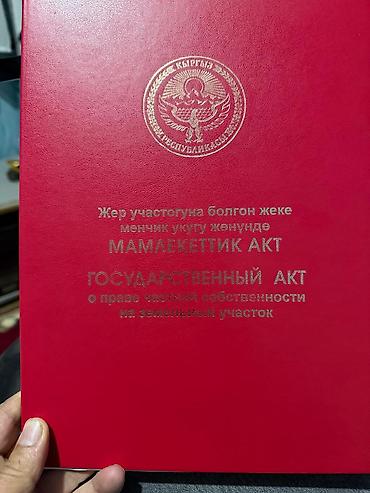 КЫРГЫЗ
РЕСПУБЛИКАСЫ
Жер участогуна болгон жеке
менчик укугу жөнүндө
МАМЛЕКЕТТИК АКТ
ГОСУДАРСТВЕННЫЙ АКТ
о праве частной собственности
на земельный участок